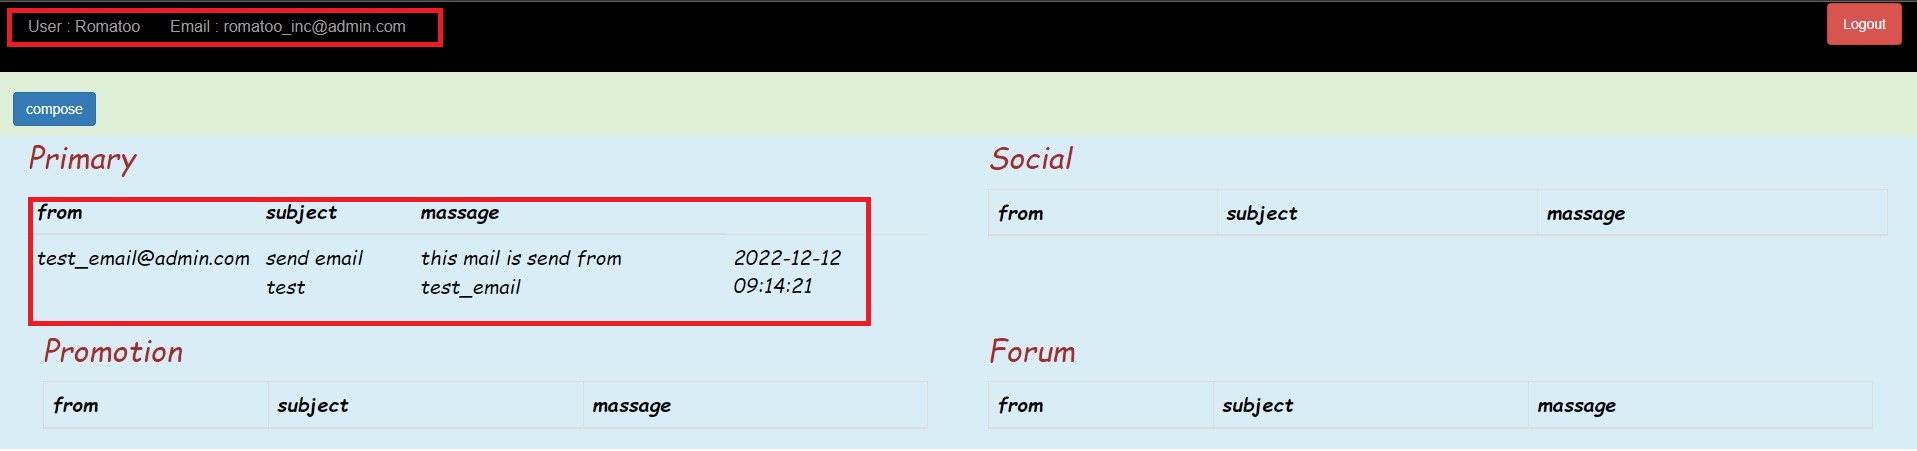 User : Romatoo Email : romatoo_inc@admin.com Logout
compose
Primary
from subject massage
test_email@admin.com send email this mail is send from 2022-12-12
test test_email 09:14:21
Social
from subject massage
Promotion
from subject massage
Forum
from subject massage